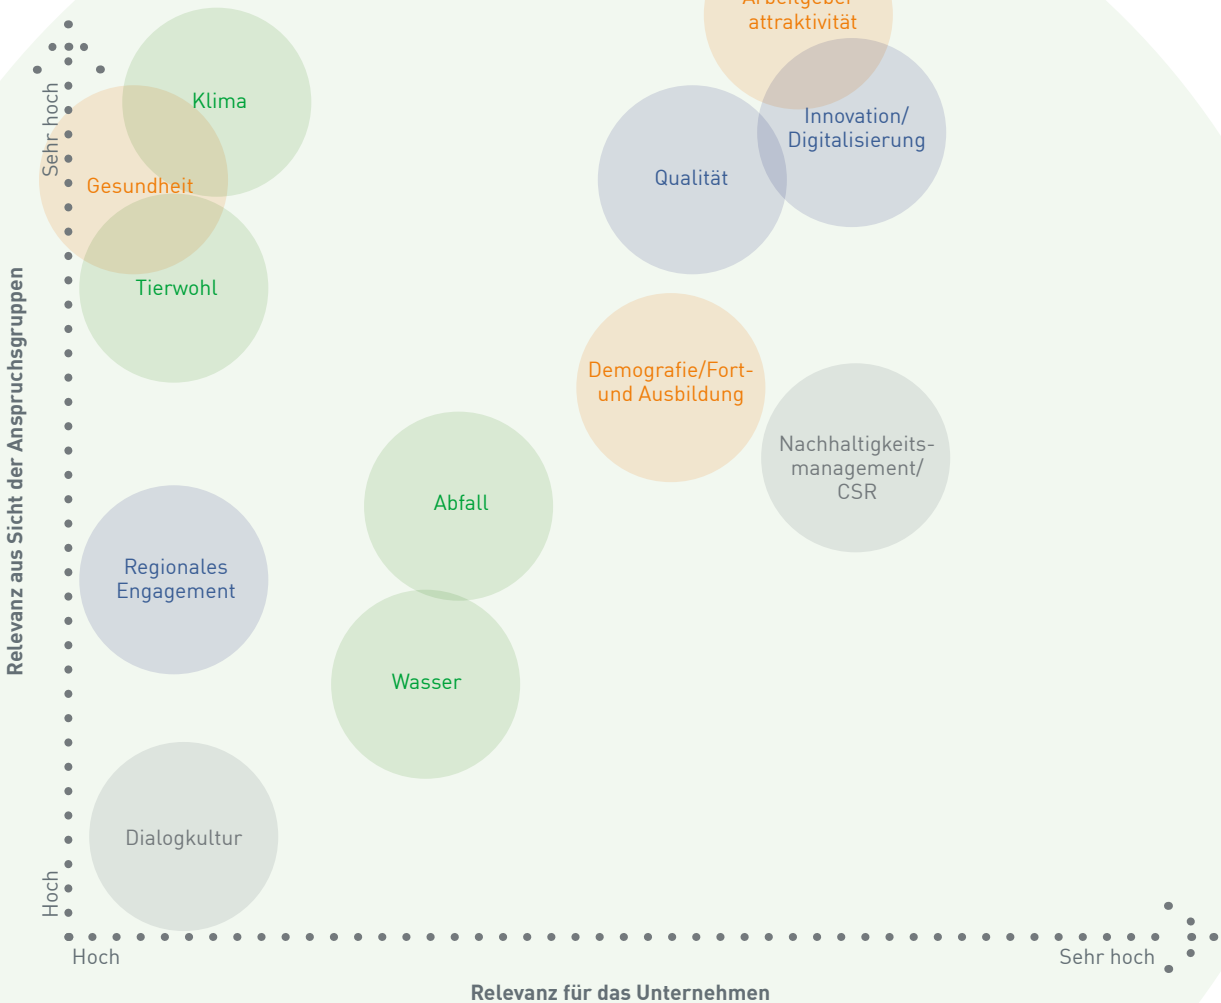 Arbeitgeber-
attraktivität
Klima
Innovation/
Digitalisierung
Qualität
Gesundheit
Tierwohl
Demografie/Fort-
und Ausbildung
Nachhaltigkeits-
management/
CSR
Abfall
Regionales
Engagement
Wasser
Dialogkultur
Sehr hoch
Relevanz aus Sicht der Anspruchsgruppen
Hoch
Hoch
Sehr hoch
Relevanz für das Unternehmen